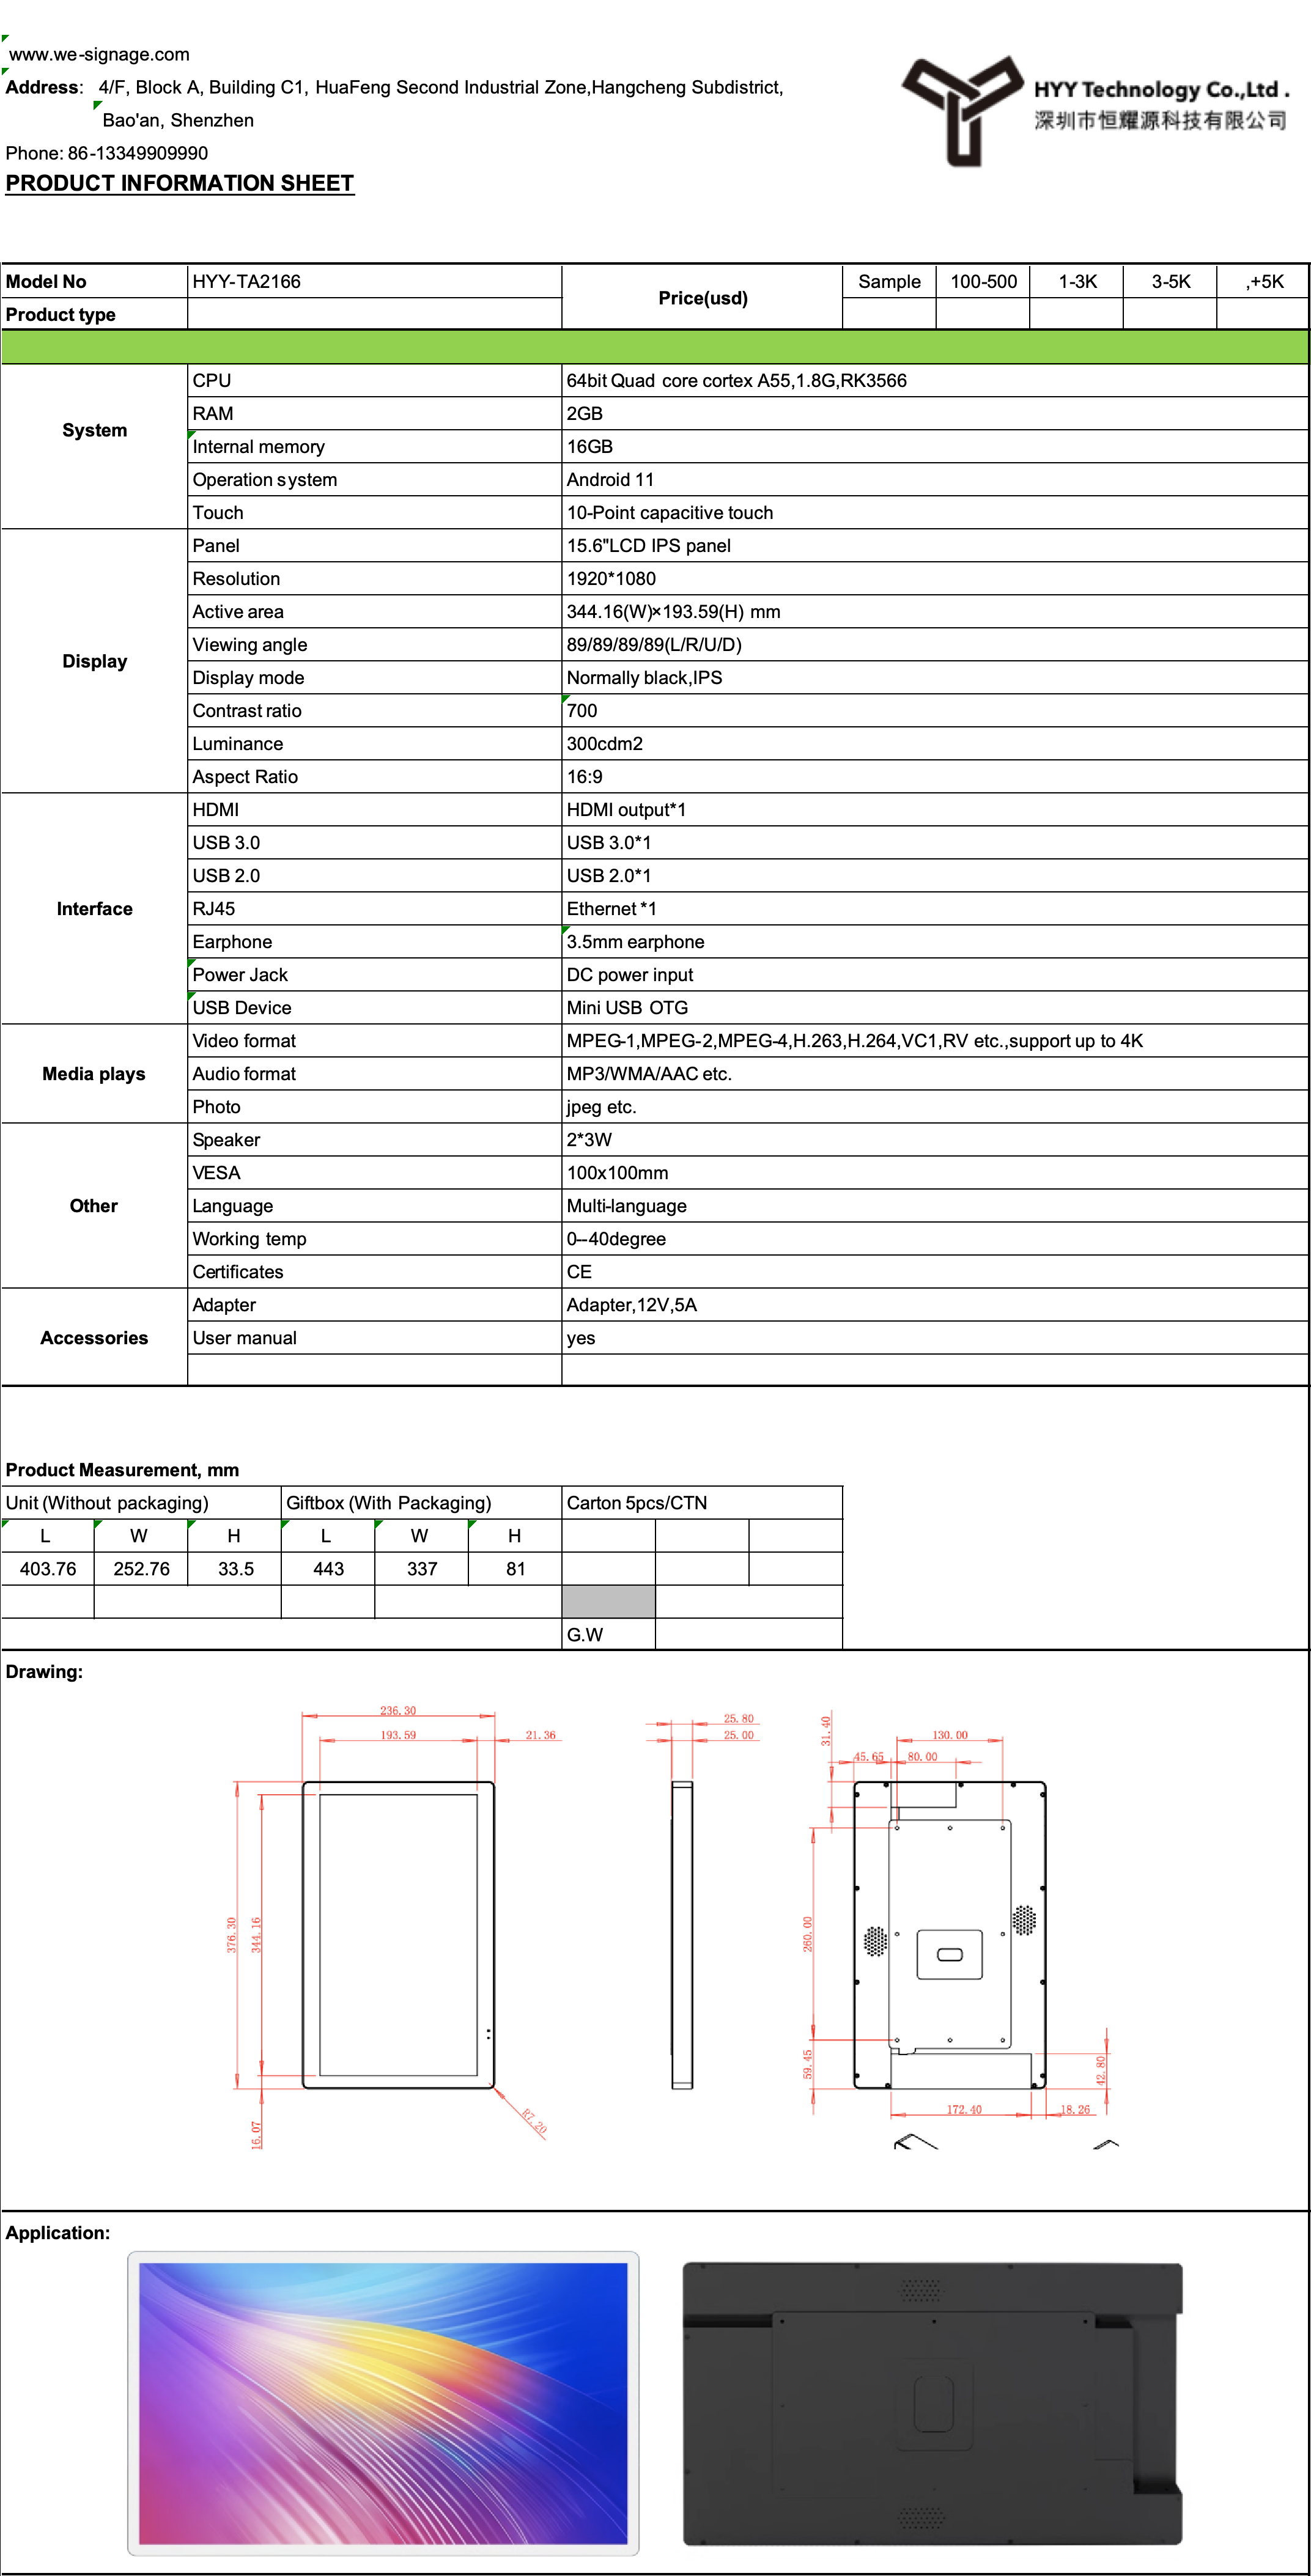 www.we-signage.com
Address: 4/F, Block A, Building C1, HuaFeng Second Industrial Zone,Hangcheng Subdistrict,
Bao'an, Shenzhen
Phone: 86-13349909990
HYY Technology Co.,Ltd .
深圳市恒耀源科技有限公司
PRODUCT INFORMATION SHEET
Model No HYY-TA2166 Price(usd) Sample 100-500 1-3K 3-5K ,+5K
Product type
System
CPU 64bit Quad core cortex A55,1.8G,RK3566
RAM 2GB
Internal memory 16GB
Operation system Android 11
Touch 10-Point capacitive touch
Display
Panel 15.6"LCD IPS panel
Resolution 1920*1080
Active area 344.16(W)×193.59(H) mm
Viewing angle 89/89/89/89(L/R/U/D)
Display mode Normally black,IPS
Contrast ratio 700
Luminance 300cdm2
Aspect Ratio 16:9
Interface
HDMI HDMI output*1
USB 3.0 USB 3.0*1
USB 2.0 USB 2.0*1
RJ45 Ethernet *1
Earphone 3.5mm earphone
Power Jack DC power input
USB Device Mini USB OTG
Media plays
Video format MPEG-1,MPEG-2,MPEG-4,H.263,H.264,VC1,RV etc.,support up to 4K
Audio format MP3/WMA/AAC etc.
Photo jpeg etc.
Other
Speaker 2*3W
VESA 100x100mm
Language Multi-language
Working temp 0--40degree
Certificates CE
Accessories
Adapter Adapter,12V,5A
User manual yes
Product Measurement, mm
Unit (Without packaging) Giftbox (With Packaging) Carton 5pcs/CTN
L W H L W H
403.76 252.76 33.5 443 337 81
G.W
Drawing:
236.30
193.59
21.36
376.30
344.16
16.07
R7.20
25.80
25.00
31.40
130.00
45.65
80.00
260.00
59.45
42.80
172.40
18.26
Application: